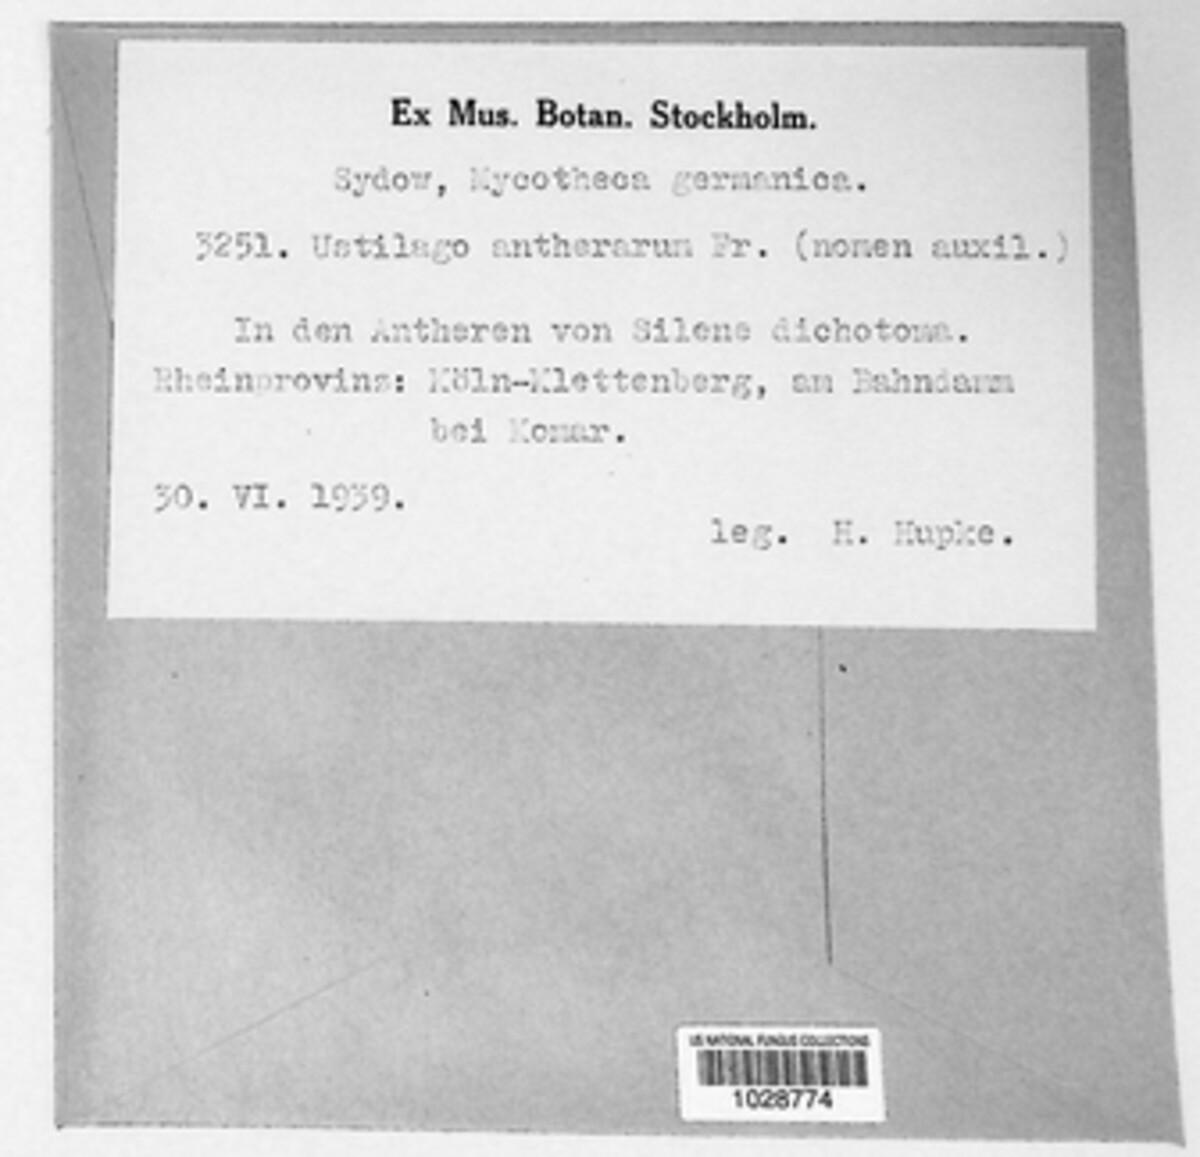 Ex Mus. Botan. Stockholm.
Sydow, Mycotheca germanica.
3251. Ustilago antherarum Fr. (nomen auxil.)
In den Antheren von Silene dichotoma.
Rheinprovinz: Köln-Klettenberg, am Bahndamm
bei Komar.
30. VI. 1939.
leg. H. Hupke.
US NATIONAL FUNGUS COLLECTIONS
1028774